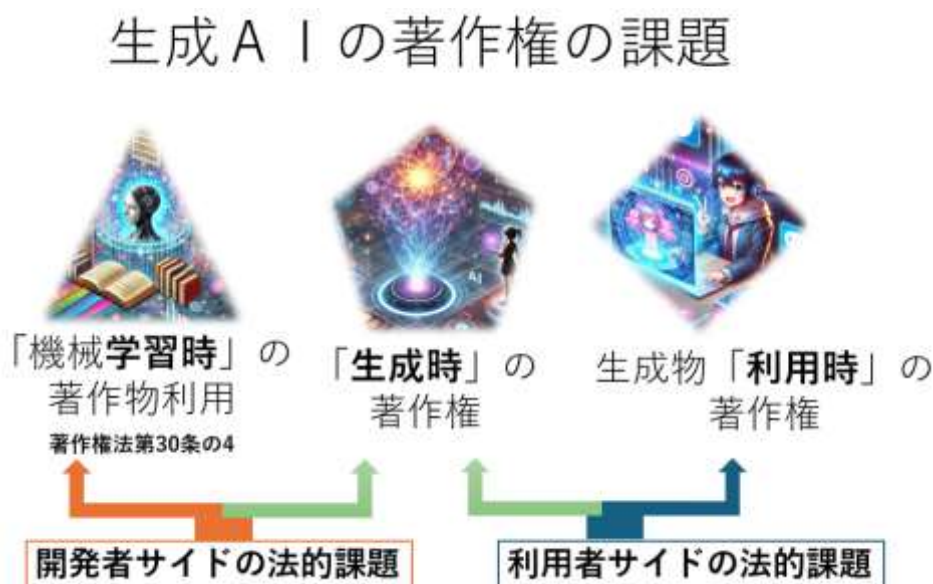 生成AIの著作権の課題
AI
「機械学習時」の
著作物利用
著作権法第30条の4
「生成時」の
著作権
生成物「利用時」の
著作権
開発者サイドの法的課題
利用者サイドの法的課題